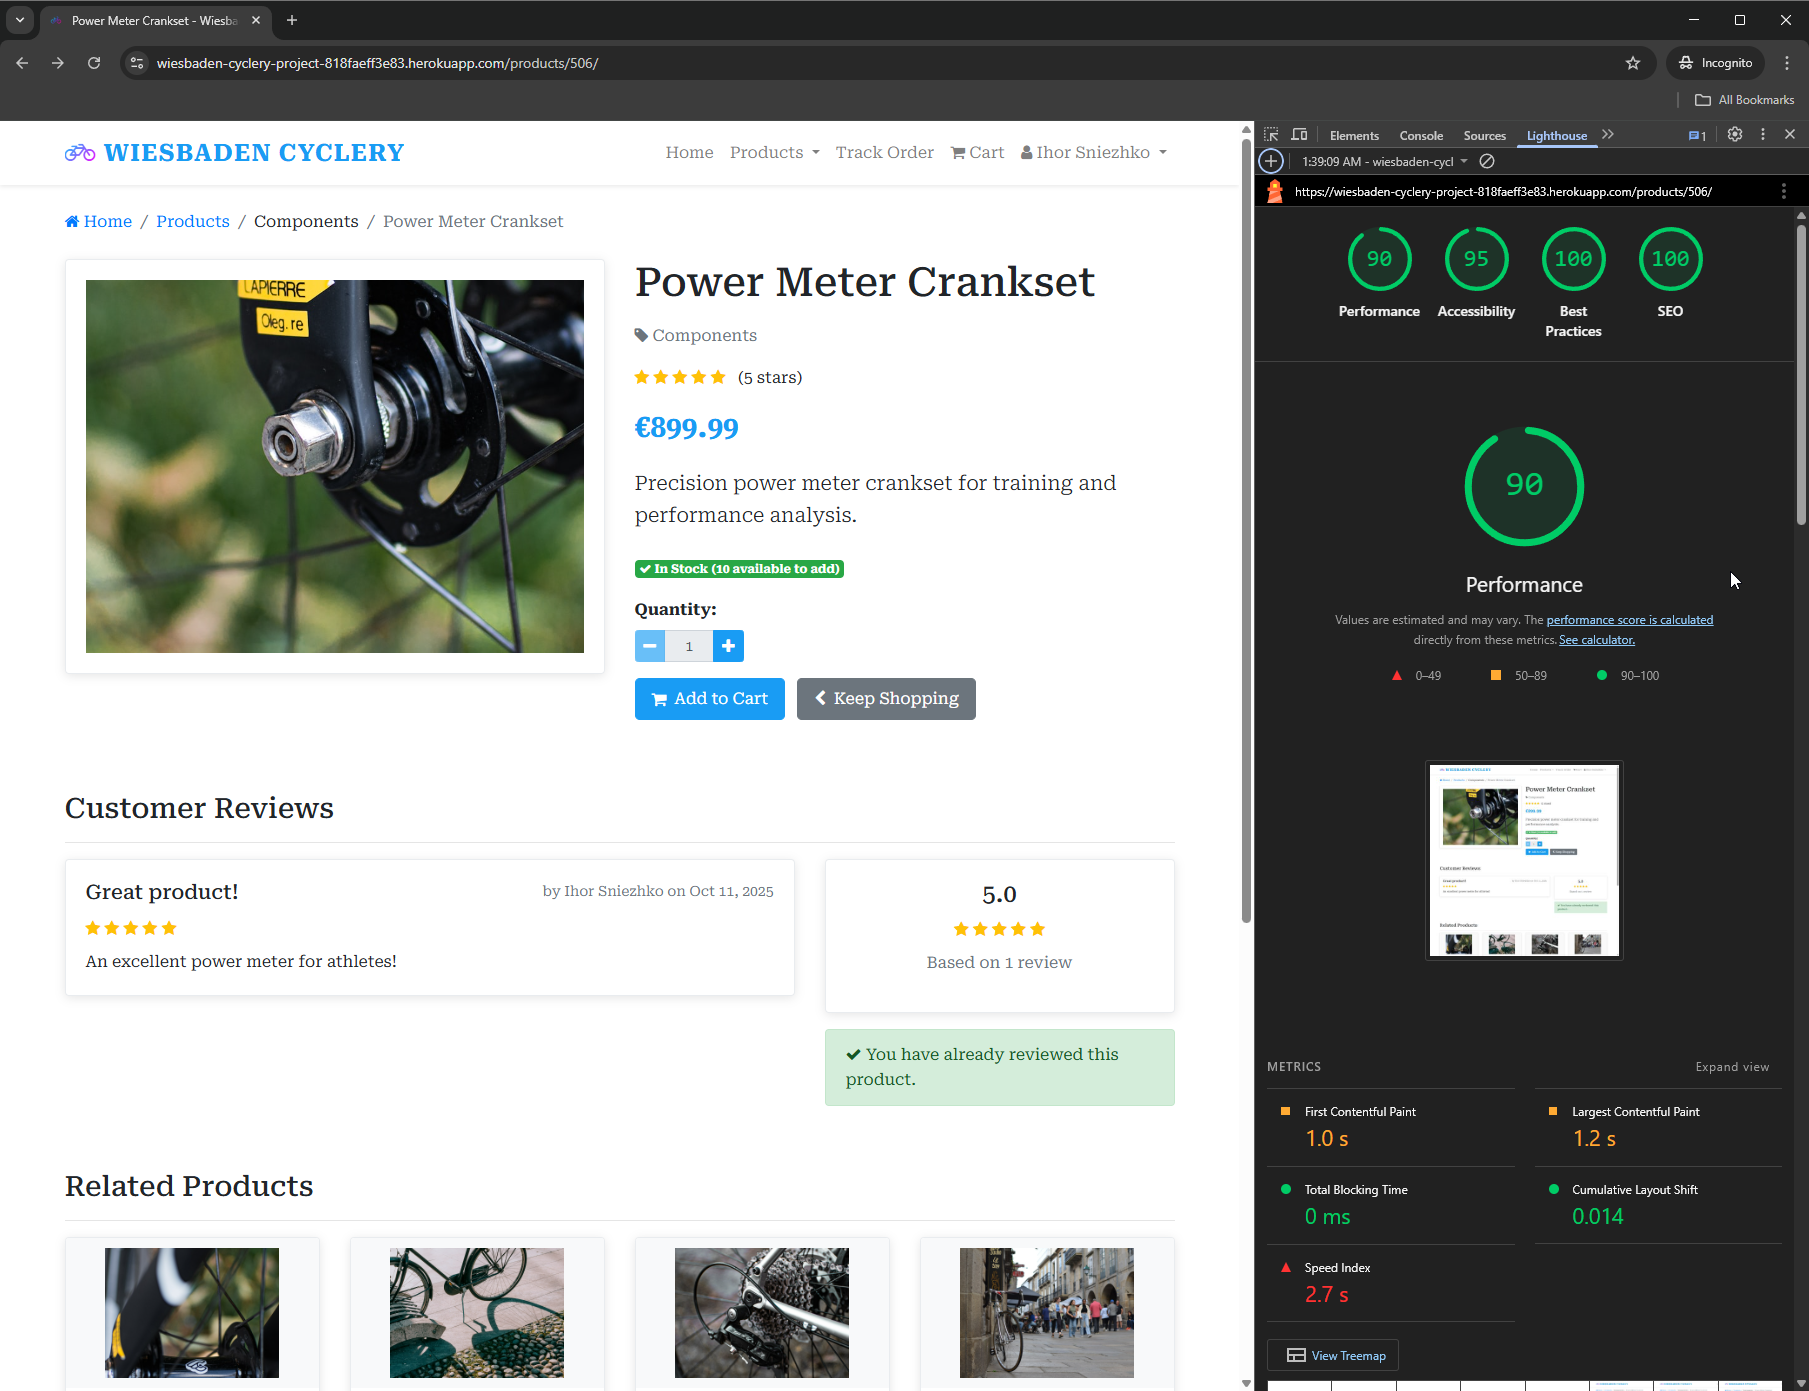 Power Meter Crankset - Wiesba
wiesbaden-cyclery-project-818faeff3e83.herokuapp.com/products/506/
Incognito
All Bookmarks
WIESBADEN CYCLERY
Home Products Track Order Cart Ihor Sniezhko
Home / Products / Components / Power Meter Crankset
LAPIERRE
Oleg.re
Power Meter Crankset
Components
(5 stars)
€899.99
Precision power meter crankset for training and
performance analysis.
In Stock (10 available to add)
Quantity:
1
Add to Cart
Keep Shopping
Customer Reviews
Great product!
by Ihor Sniezhko on Oct 11, 2025
An excellent power meter for athletes!
5.0
Based on 1 review
You have already reviewed this
product.
Related Products
Elements Console Sources Lighthouse 1
1:39:09 AM - wiesbaden-cycl
https://wiesbaden-cyclery-project-818faeff3e83.herokuapp.com/products/506/
90 95 100 100
Performance Accessibility Best Practices SEO
90
Performance
Values are estimated and may vary. The performance score is calculated
directly from these metrics. See calculator.
0–49 50–89 90–100
Power Meter Crankset
Customer Reviews
Related Products
METRICS
Expand view
First Contentful Paint
1.0 s
Largest Contentful Paint
1.2 s
Total Blocking Time
0 ms
Cumulative Layout Shift
0.014
Speed Index
2.7 s
View Treemap